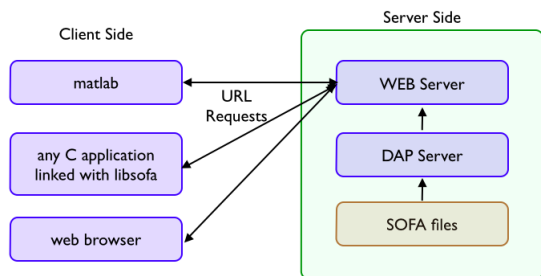 Client Side
Server Side
matlab
URL
Requests
WEB Server
any C application
linked with libsofa
DAP Server
web browser
SOFA files